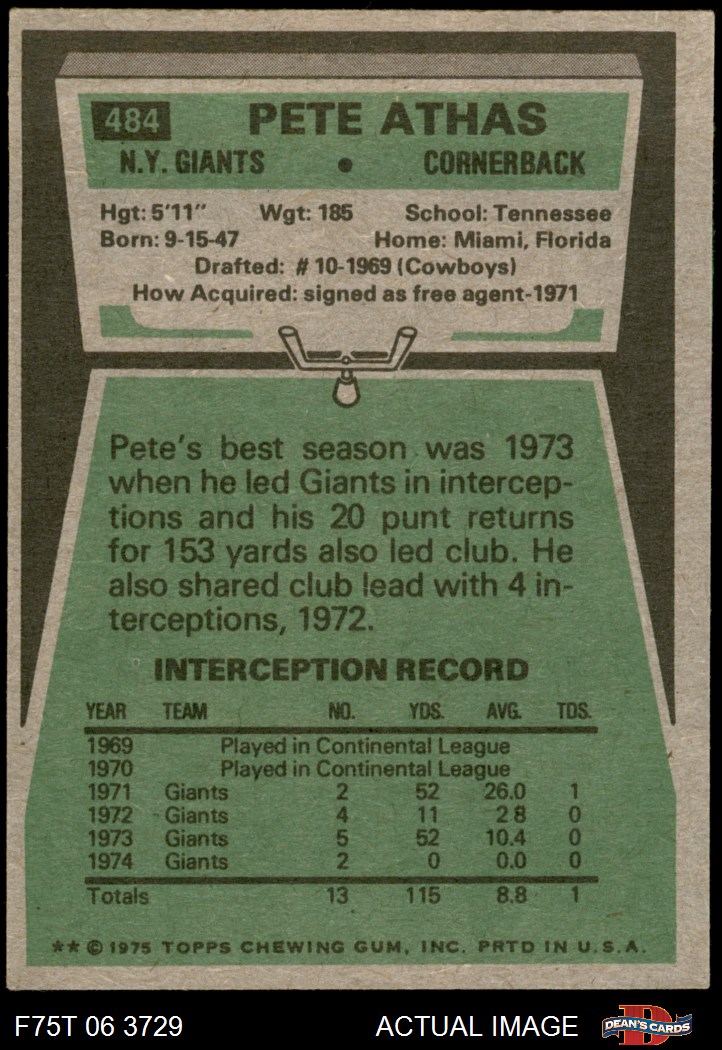 484 PETE ATHAS
N.Y. GIANTS • CORNERBACK
Hgt: 5'11" Wgt: 185 School: Tennessee
Born: 9-15-47 Home: Miami, Florida
Drafted: # 10-1969 (Cowboys)
How Acquired: signed as free agent-1971
Pete's best season was 1973
when he led Giants in intercep-
tions and his 20 punt returns
for 153 yards also led club. He
also shared club lead with 4 in-
terceptions, 1972.
INTERCEPTION RECORD
YEAR TEAM NO. YDS. AVG. TDS.
1969 Played in Continental League
1970 Played in Continental League
1971 Giants 2 52 26.0 1
1972 Giants 4 11 2 8 0
1973 Giants 5 52 10.4 0
1974 Giants 2 0 0.0 0
Totals 13 115 8.8 1
** © 1975 TOPPS CHEWING GUM, INC. PRTD IN U.S.A.
F75T 06 3729 ACTUAL IMAGE D DEAN'S CARDS